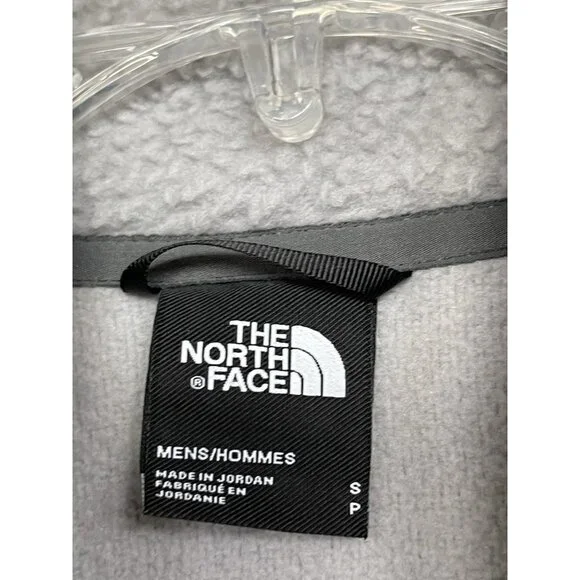 THE
NORTH
® FACE
MENS/HOMMES
MADE IN JORDAN
FABRIQUÉ EN
JORDANIE
S
P